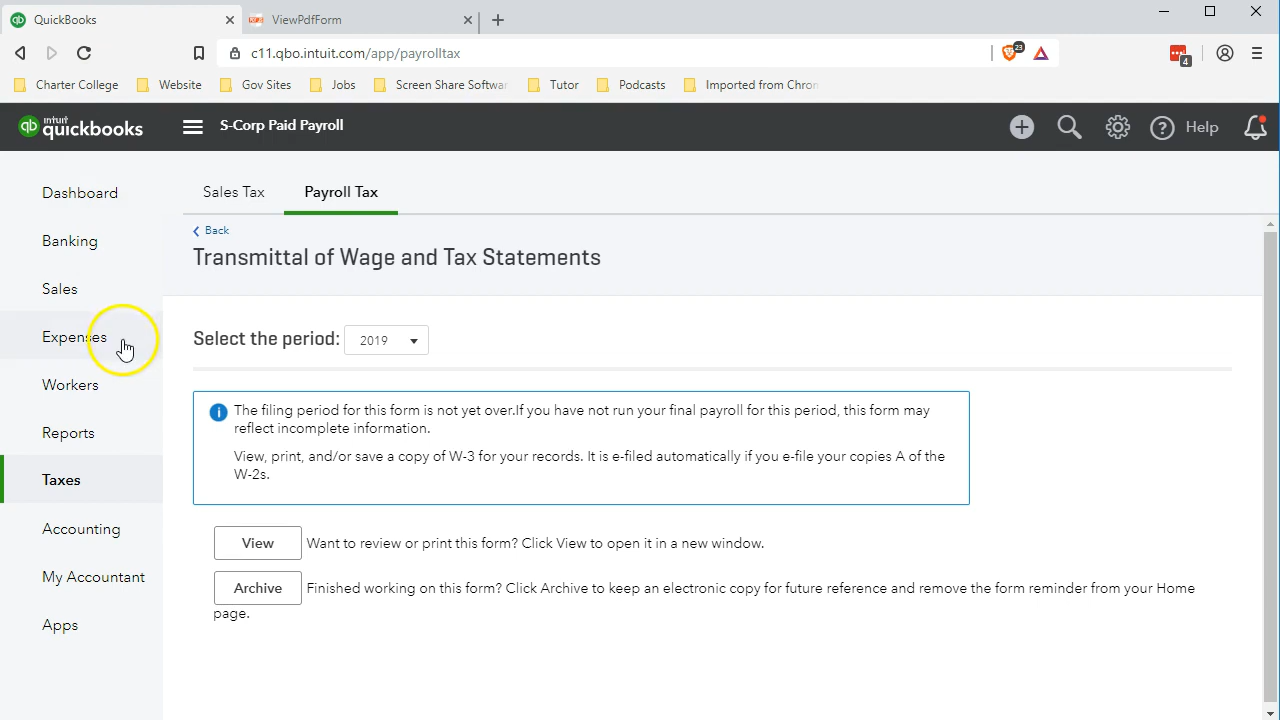 QuickBooks
ViewPdfForm
c11.qbo.intuit.com/app/payrolltax
23
4
Charter College
Website
Gov Sites
Jobs
Screen Share Softwar
Tutor
Podcasts
Imported from Chron
intuit
quickbooks
S-Corp Paid Payroll
Help
Dashboard
Banking
Sales
Expenses
Workers
Reports
Taxes
Accounting
My Accountant
Apps
Sales Tax
Payroll Tax
Back
Transmittal of Wage and Tax Statements
Select the period: 2019
The filing period for this form is not yet over.If you have not run your final payroll for this period, this form may
reflect incomplete information.
View, print, and/or save a copy of W-3 for your records. It is e-filed automatically if you e-file your copies A of the
W-2s.
View Want to review or print this form? Click View to open it in a new window.
Archive Finished working on this form? Click Archive to keep an electronic copy for future reference and remove the form reminder from your Home
page.